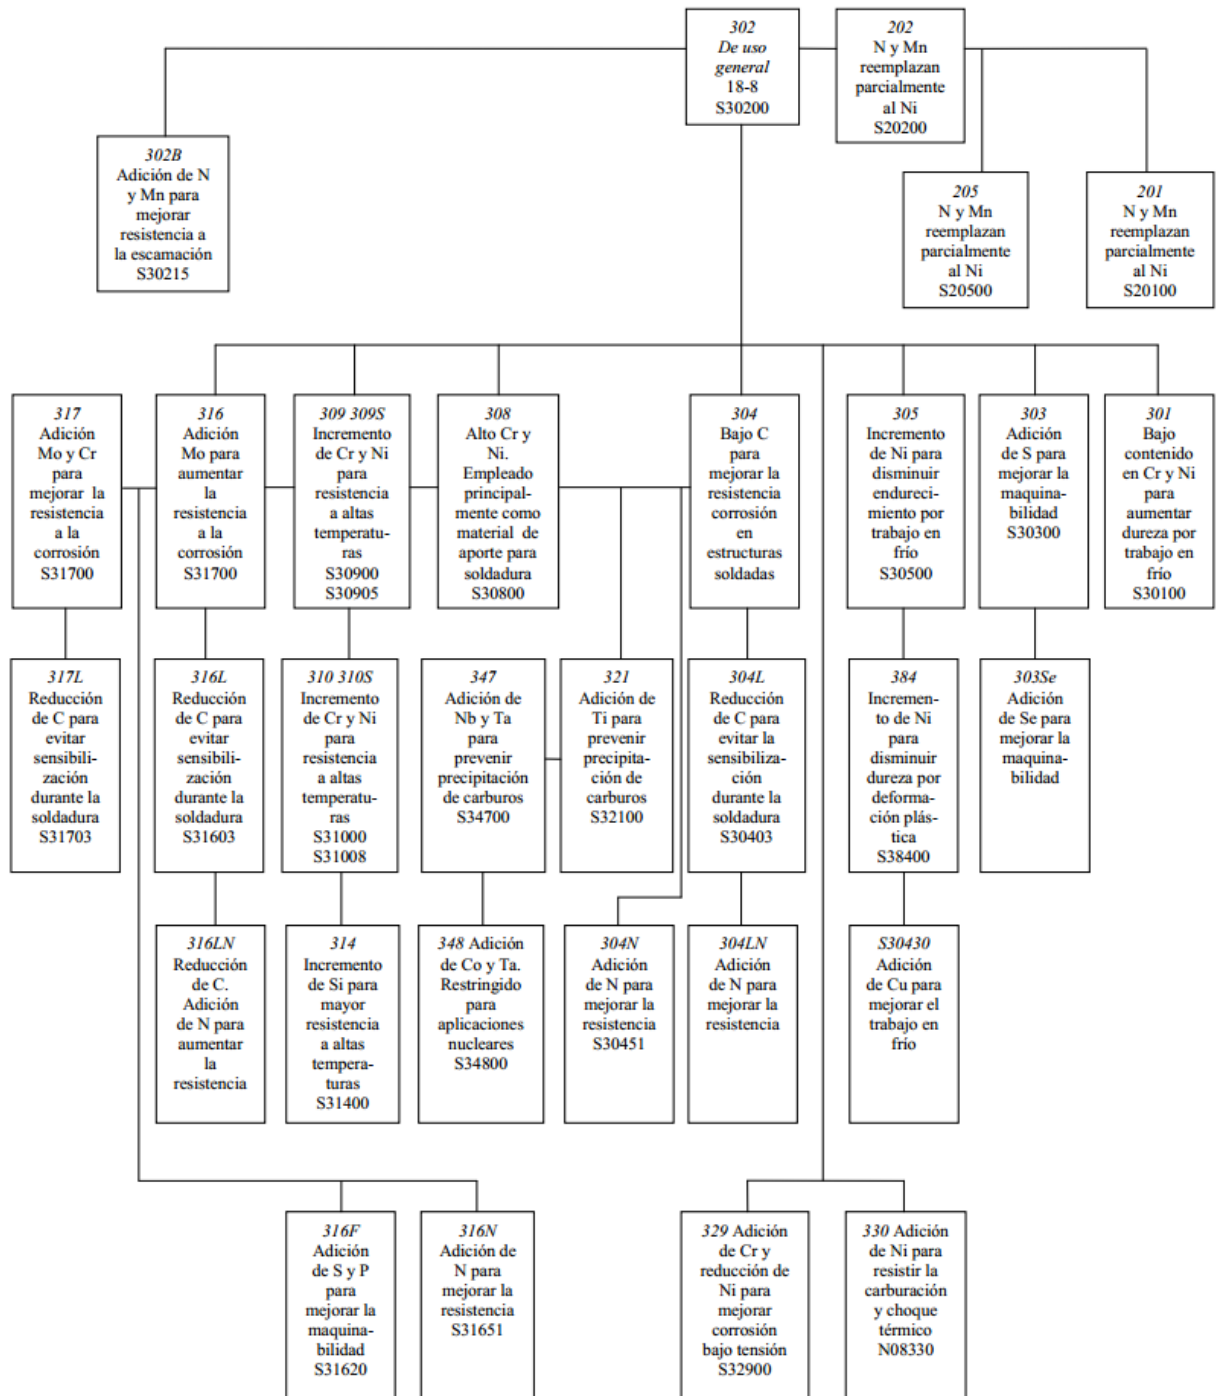 302
De uso
general
18-8
S30200
202
N y Mn
reemplazan
parcialmente
al Ni
S20200
302B
Adición de N
y Mn para
mejorar
resistencia a
la escamación
S30215
205
N y Mn
reemplazan
parcialmente
al Ni
S20500
201
N y Mn
reemplazan
parcialmente
al Ni
S20100
317
Adición
Mo y Cr
para
mejorar la
resistencia
a la
corrosión
S31700
316
Adición
Mo para
aumentar
la
resistencia
a la
corrosión
S31700
309 309S
Incremento
de Cr y Ni
para
resistencia
a altas
temperatu-
ras
S30900
S30905
308
Alto Cr y
Ni.
Empleado
principal-
mente como
material de
aporte para
soldadura
S30800
304
Bajo C
para
mejorar la
resistencia
corrosión
en
estructuras
soldadas
305
Incremento
de Ni para
disminuir
endureci-
miento por
trabajo en
frío
S30500
303
Adición
de S para
mejorar la
maquina-
bilidad
S30300
301
Bajo
contenido
en Cr y Ni
para
aumentar
dureza por
trabajo en
frío
S30100
317L
Reducción
de C para
evitar
sensibili-
zación
durante la
soldadura
S31703
316L
Reducción
de C para
evitar
sensibili-
zación
durante la
soldadura
S31603
310 310S
Incremento
de Cr y Ni
para
resistencia
a altas
temperatu-
ras
S31000
S31008
347
Adición de
Nb y Ta
para
prevenir
precipitación
de carburos
S34700
321
Adición de
Ti para
prevenir
precipita-
ción de
carburos
S32100
304L
Reducción
de C para
evitar la
sensibiliza-
ción
durante la
soldadura
S30403
384
Incremen-
to de Ni
para
disminuir
dureza por
deforma-
ción plás-
tica
S38400
303Se
Adición
de Se para
mejorar la
maquina-
bilidad
316LN
Reducción
de C.
Adición
de N para
aumentar
la
resistencia
314
Incremento
de Si para
mayor
resistencia
a altas
tempera-
turas
S31400
348 Adición
de Co y Ta.
Restringido
para
aplicaciones
nucleares
S34800
304N
Adición
de N para
mejorar la
resistencia
S30451
304LN
Adición
de N para
mejorar la
resistencia
S30430
Adición
de Cu para
mejorar el
trabajo en
frío
316F
Adición
de S y P
para
mejorar la
maquina-
bilidad
S31620
316N
Adición de
N para
mejorar la
resistencia
S31651
329 Adición
de Cr y
reducción de
Ni para
mejorar
corrosión
bajo tensión
S32900
330 Adición
de Ni para
resistir la
carburación
y choque
térmico
N08330